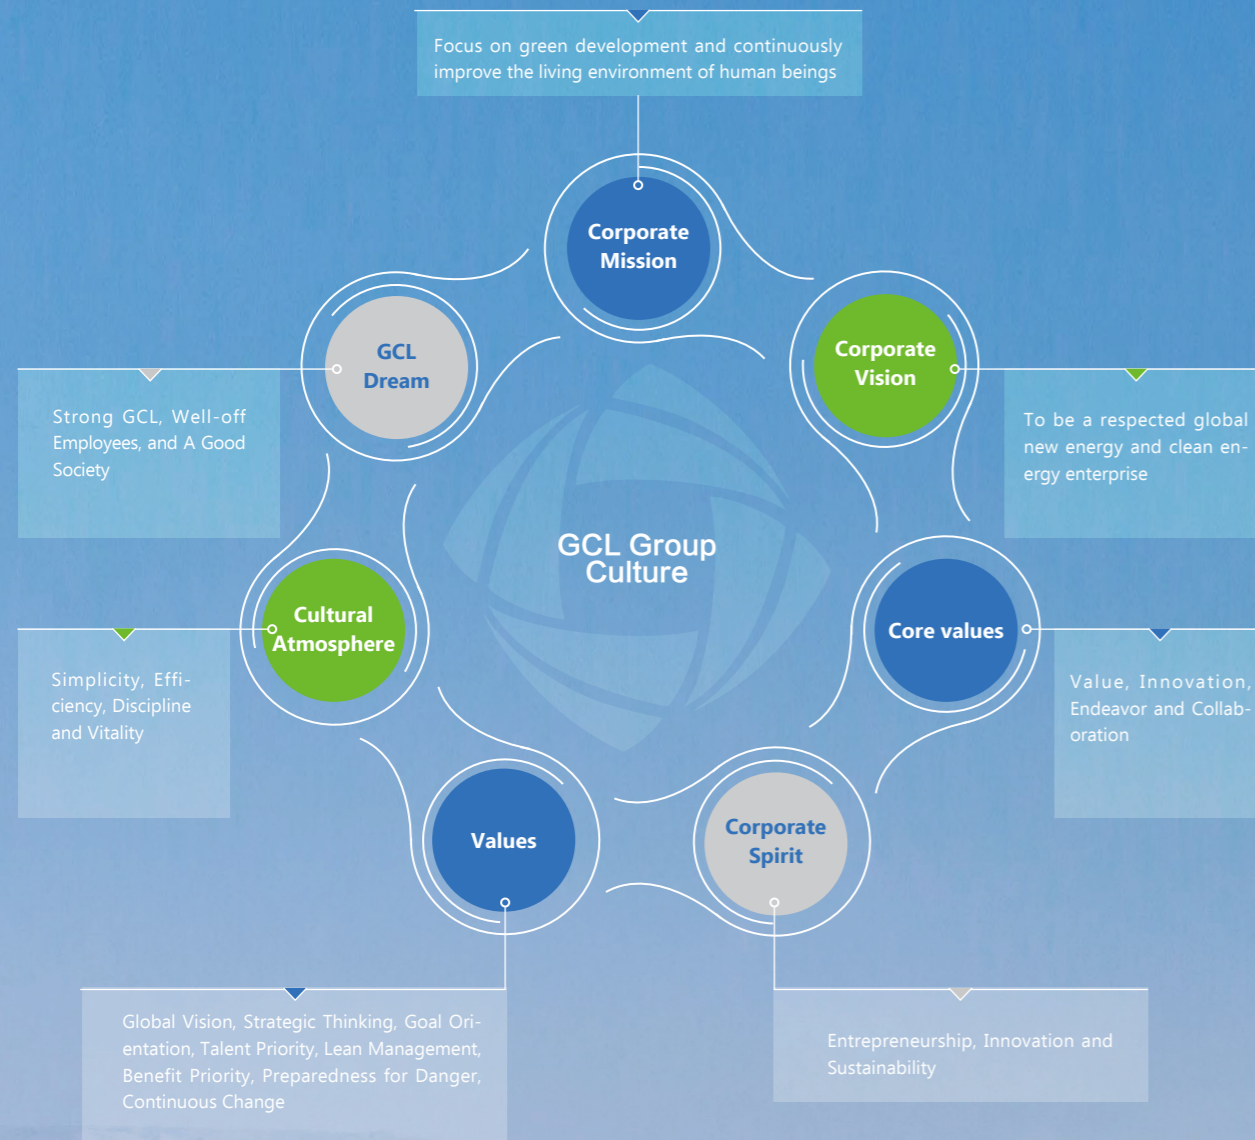 Focus on green development and continuously
improve the living environment of human beings
Corporate
Mission
Corporate
Vision
To be a respected global
new energy and clean en-
ergy enterprise
GCL
Dream
Strong GCL, Well-off
Employees, and A Good
Society
GCL Group
Culture
Core values
Value, Innovation,
Endeavor and Collab-
oration
Cultural
Atmosphere
Simplicity, Effi-
ciency, Discipline
and Vitality
Values
Global Vision, Strategic Thinking, Goal Ori-
entation, Talent Priority, Lean Management,
Benefit Priority, Preparedness for Danger,
Continuous Change
Corporate
Spirit
Entrepreneurship, Innovation and
Sustainability